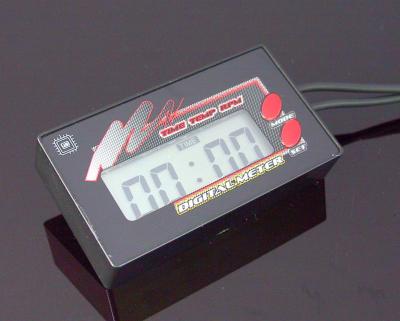 TIME TEMP RPM
MODE
TIME
00:00
SET
DIGITAL METER